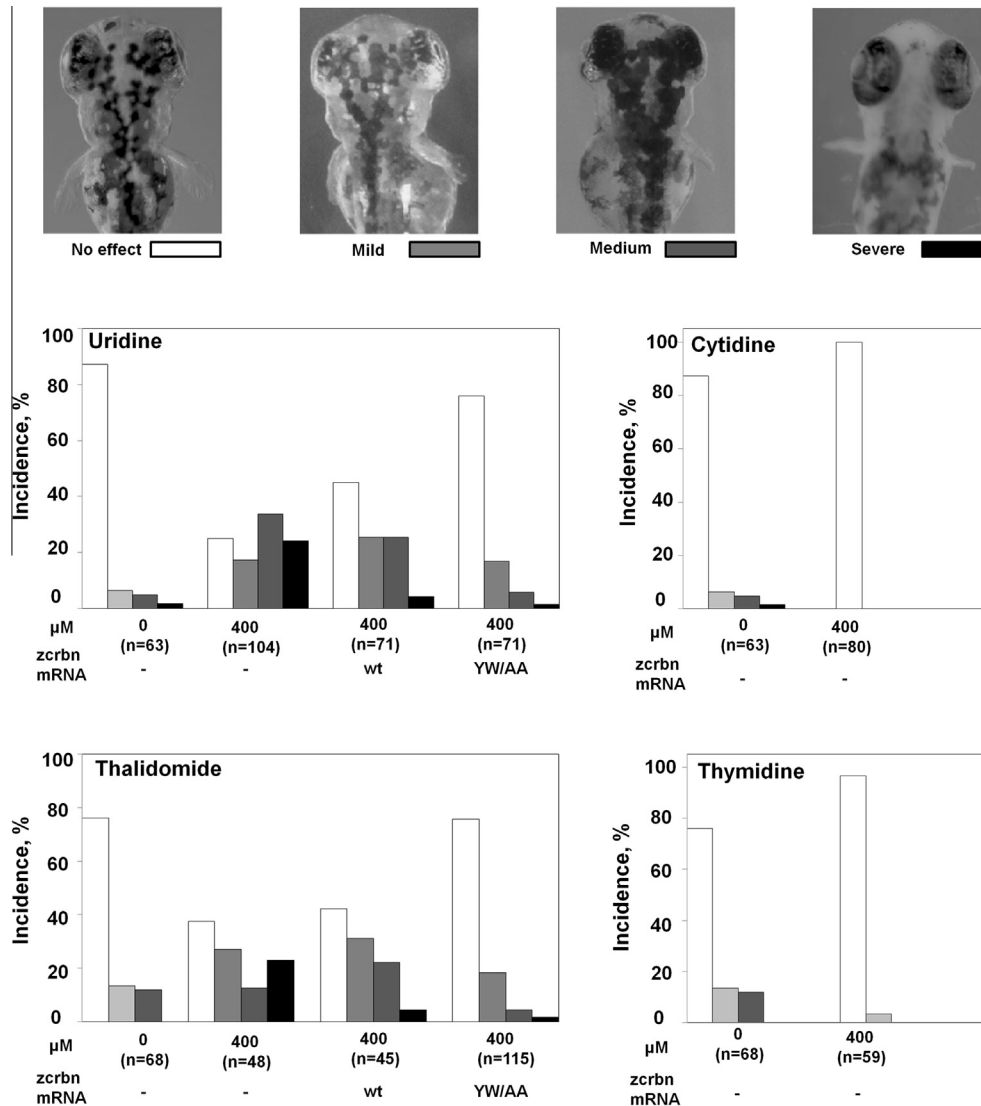 No effect
Mild
Medium
Severe
Uridine
Incidence, %
100
80
60
40
20
0
µM
0
(n=63)
400
(n=104)
400
(n=71)
400
(n=71)
zcrbn
mRNA
-
-
wt
YW/AA
Cytidine
Incidence, %
100
80
60
40
20
0
µM
0
(n=63)
400
(n=80)
zcrbn
mRNA
-
-
Thalidomide
Incidence, %
100
80
60
40
20
0
µM
0
(n=68)
400
(n=48)
400
(n=45)
400
(n=115)
zcrbn
mRNA
-
-
wt
YW/AA
Thymidine
Incidence, %
100
80
60
40
20
0
µM
0
(n=68)
400
(n=59)
zcrbn
mRNA
-
-